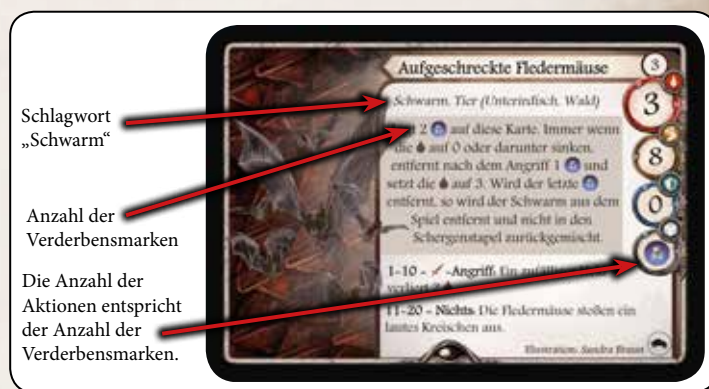 Schlagwort
„Schwarm“
Anzahl der
Verderbensmarken
Die Anzahl der
Aktionen entspricht
der Anzahl der
Verderbensmarken.
Aufgeschreckte Fledermäuse
3
Schwarm, Tier (Unterirdisch, Wald)
3
2 auf diese Karte. Immer wenn
die auf 0 oder darunter sinken,
entfernt nach dem Angriff 1 und
setzt die auf 3. Wird der letzte
entfernt, so wird der Schwarm aus dem
Spiel entfernt und nicht in den
Schergenstapel zurückgemischt.
8
0
1-10 - -Angriff: Ein
verliert
11-20 - Nichts: Die Fledermäuse stoßen ein
lautes Kreischen aus.
Illustration: Sandra Braun